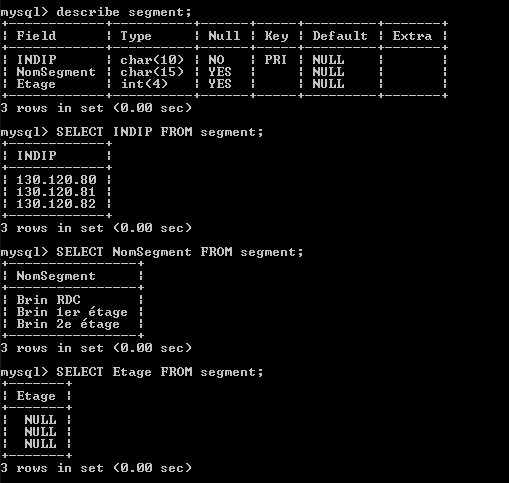 mysql> describe segment;
+------------+----------+------+-----+---------+-------+
| Field      | Type     | Null | Key | Default | Extra |
+------------+----------+------+-----+---------+-------+
| INDIP      | char(10) | NO   | PRI | NULL    |       |
| NomSegment | char(15) | YES  |     | NULL    |       |
| Etage      | int(4)   | YES  |     | NULL    |       |
+------------+----------+------+-----+---------+-------+
3 rows in set (0.00 sec)
mysql> SELECT INDIP FROM segment;
+------------+
| INDIP      |
+------------+
| 130.120.80 |
| 130.120.81 |
| 130.120.82 |
+------------+
3 rows in set (0.00 sec)
mysql> SELECT NomSegment FROM segment;
+----------------+
| NomSegment     |
+----------------+
| Brin RDC       |
| Brin 1er étage |
| Brin 2e étage  |
+----------------+
3 rows in set (0.00 sec)
mysql> SELECT Etage FROM segment;
+-------+
| Etage |
+-------+
|  NULL |
|  NULL |
|  NULL |
+-------+
3 rows in set (0.00 sec)